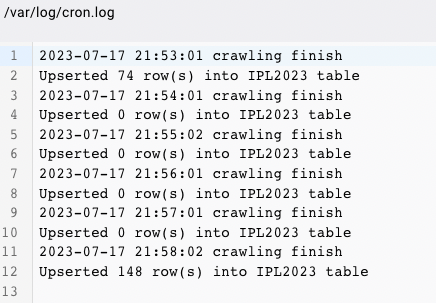 /var/log/cron.log
1 2023-07-17 21:53:01 crawling finish
2 Upserted 74 row(s) into IPL2023 table
3 2023-07-17 21:54:01 crawling finish
4 Upserted 0 row(s) into IPL2023 table
5 2023-07-17 21:55:02 crawling finish
6 Upserted 0 row(s) into IPL2023 table
7 2023-07-17 21:56:01 crawling finish
8 Upserted 0 row(s) into IPL2023 table
9 2023-07-17 21:57:01 crawling finish
10 Upserted 0 row(s) into IPL2023 table
11 2023-07-17 21:58:02 crawling finish
12 Upserted 148 row(s) into IPL2023 table
13